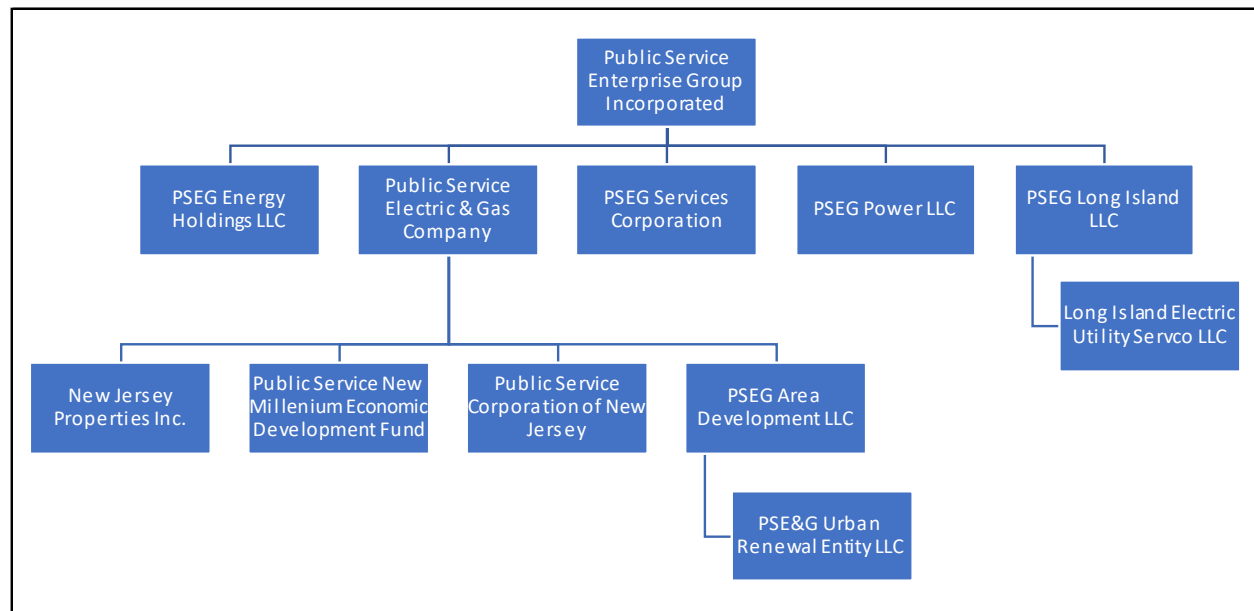 Public Service
Enterprise Group
Incorporated
PSEG Energy
Holdings LLC
Public Service
Electric & Gas
Company
PSEG Services
Corporation
PSEG Power LLC
PSEG Long Island
LLC
Long Island Electric
Utility Servco LLC
New Jersey
Properties Inc.
Public Service New
Millenium Economic
Development Fund
Public Service
Corporation of New
Jersey
PSEG Area
Development LLC
PSE&G Urban
Renewal Entity LLC